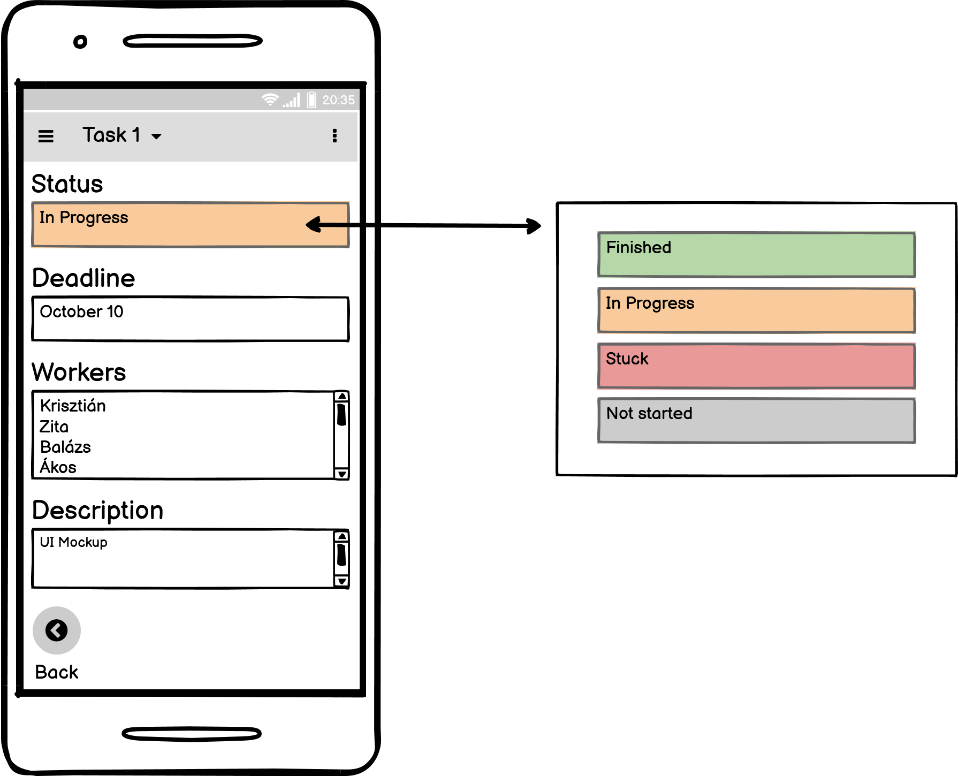 20:35
Task 1
Status
In Progress
Deadline
October 10
Workers
Krisztián
Zita
Balázs
Ákos
Description
UI Mockup
Back
Finished
In Progress
Stuck
Not started